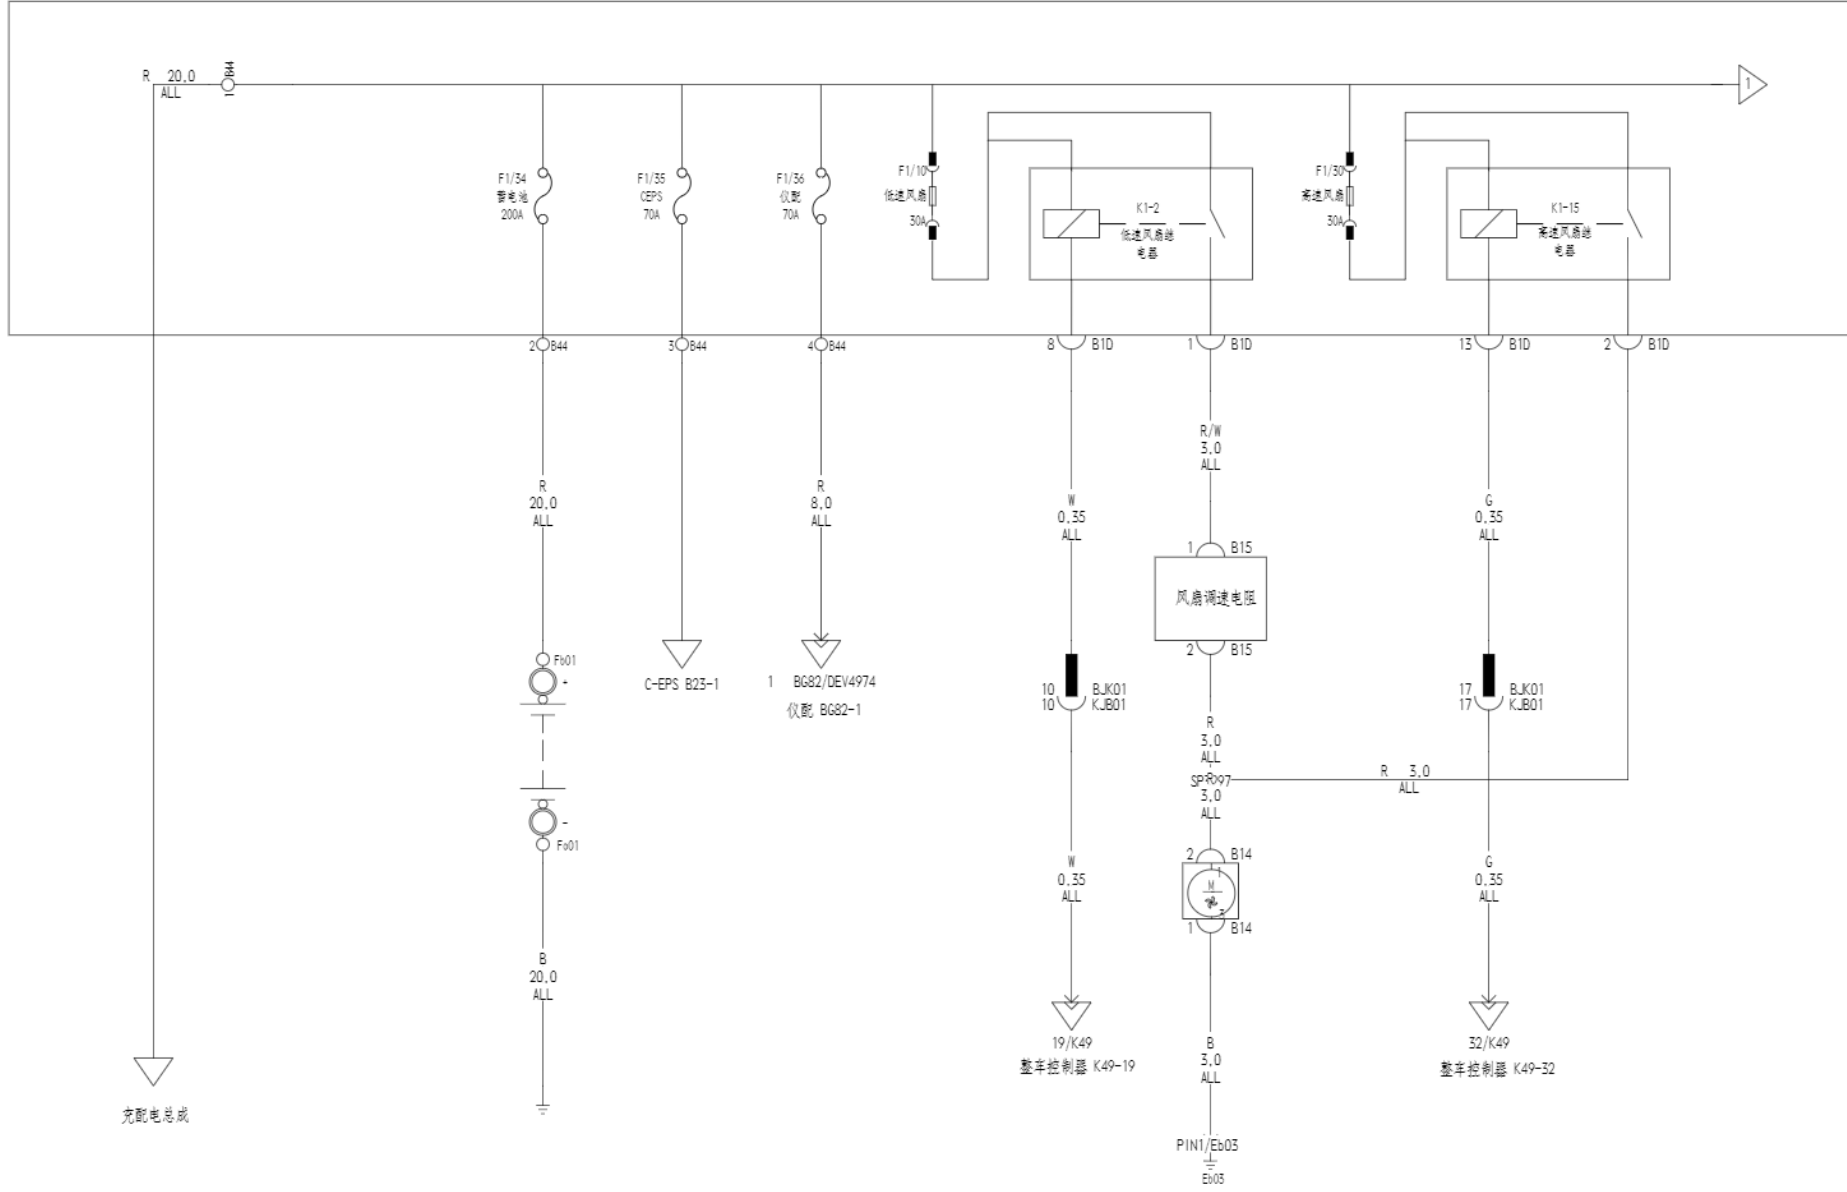 R 20.0
ALL
1 B44
1
F1/34
蓄电池
200A
F1/35
CEPS
70A
F1/36
仪配
70A
F1/10
低速风扇
30A
K1-2
低速风扇继
电器
F1/30
高速风扇
30A
K1-15
高速风扇继
电器
2 B44
3 B44
4 B44
8 B1D
1 B1D
13 B1D
2 B1D
R/W
3.0
ALL
R
20.0
ALL
R
8.0
ALL
W
0.35
ALL
G
0.35
ALL
1 B15
风扇调速电阻
2 B15
Fb01
+
C-EPS B23-1
1 BG82/DEV4974
仪配 BG82-1
10 BJK01
10 KJB01
17 BJK01
17 KJB01
R
3.0
ALL
R 3.0
ALL
R
3.0
ALL
-
Fa01
2 B14
1
M
3
1 B14
W
0.35
ALL
G
0.35
ALL
B
20.0
ALL
19/K49
整车控制器 K49-19
B
3.0
ALL
32/K49
整车控制器 K49-32
充配电总成
PIN1/Eb03
Eb03